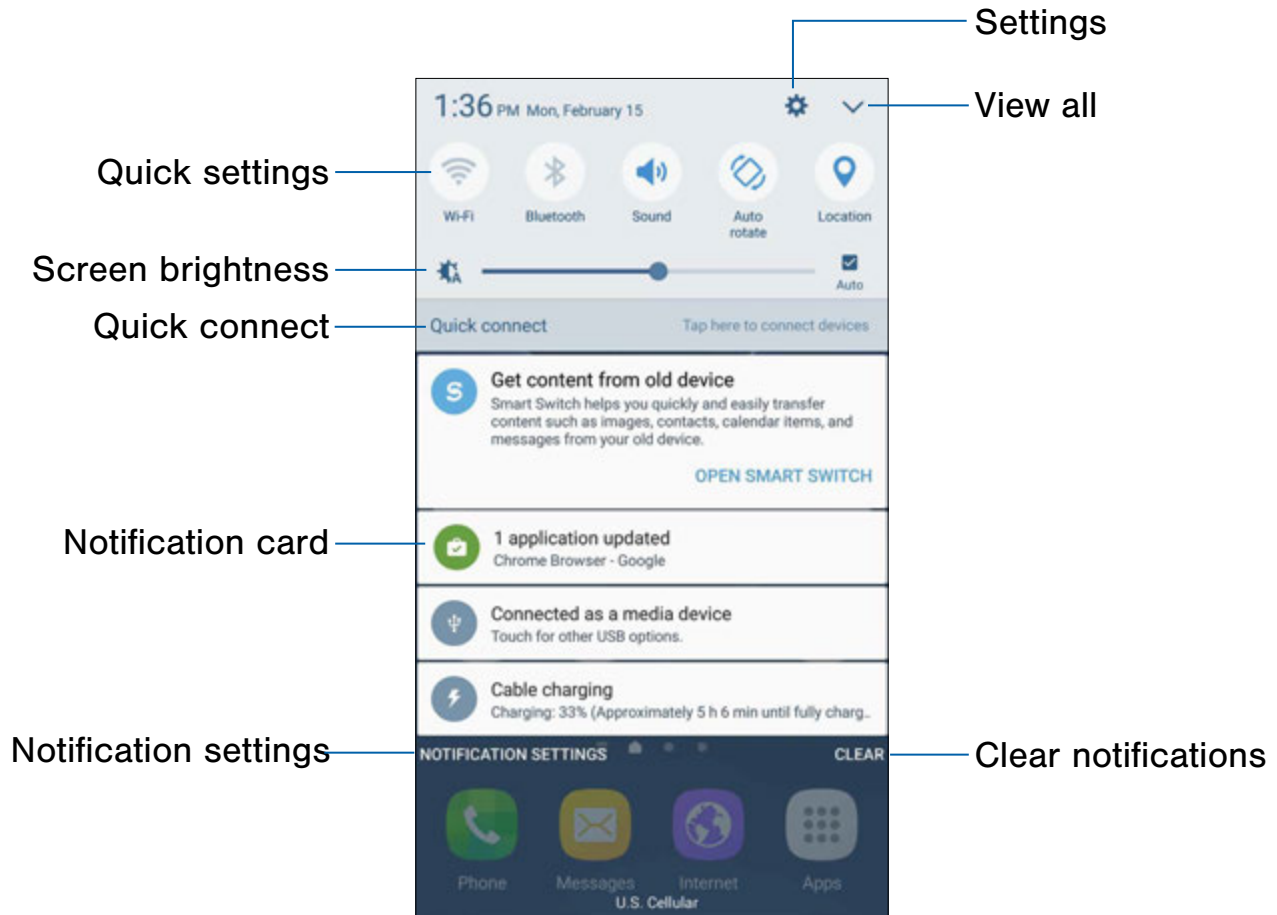 Settings
1:36 PM Mon, February 15
View all
Quick settings
Wi-Fi
Bluetooth
Sound
Auto
rotate
Location
Screen brightness
A
Auto
Quick connect
Quick connect
Tap here to connect devices
S
Get content from old device
Smart Switch helps you quickly and easily transfer
content such as images, contacts, calendar items, and
messages from your old device.
OPEN SMART SWITCH
Notification card
1 application updated
Chrome Browser - Google
Connected as a media device
Touch for other USB options.
Cable charging
Charging: 33% (Approximately 5 h 6 min until fully charg..
Notification settings
NOTIFICATION SETTINGS
CLEAR
Clear notifications
Phone
Messages
Internet
Apps
U.S. Cellular